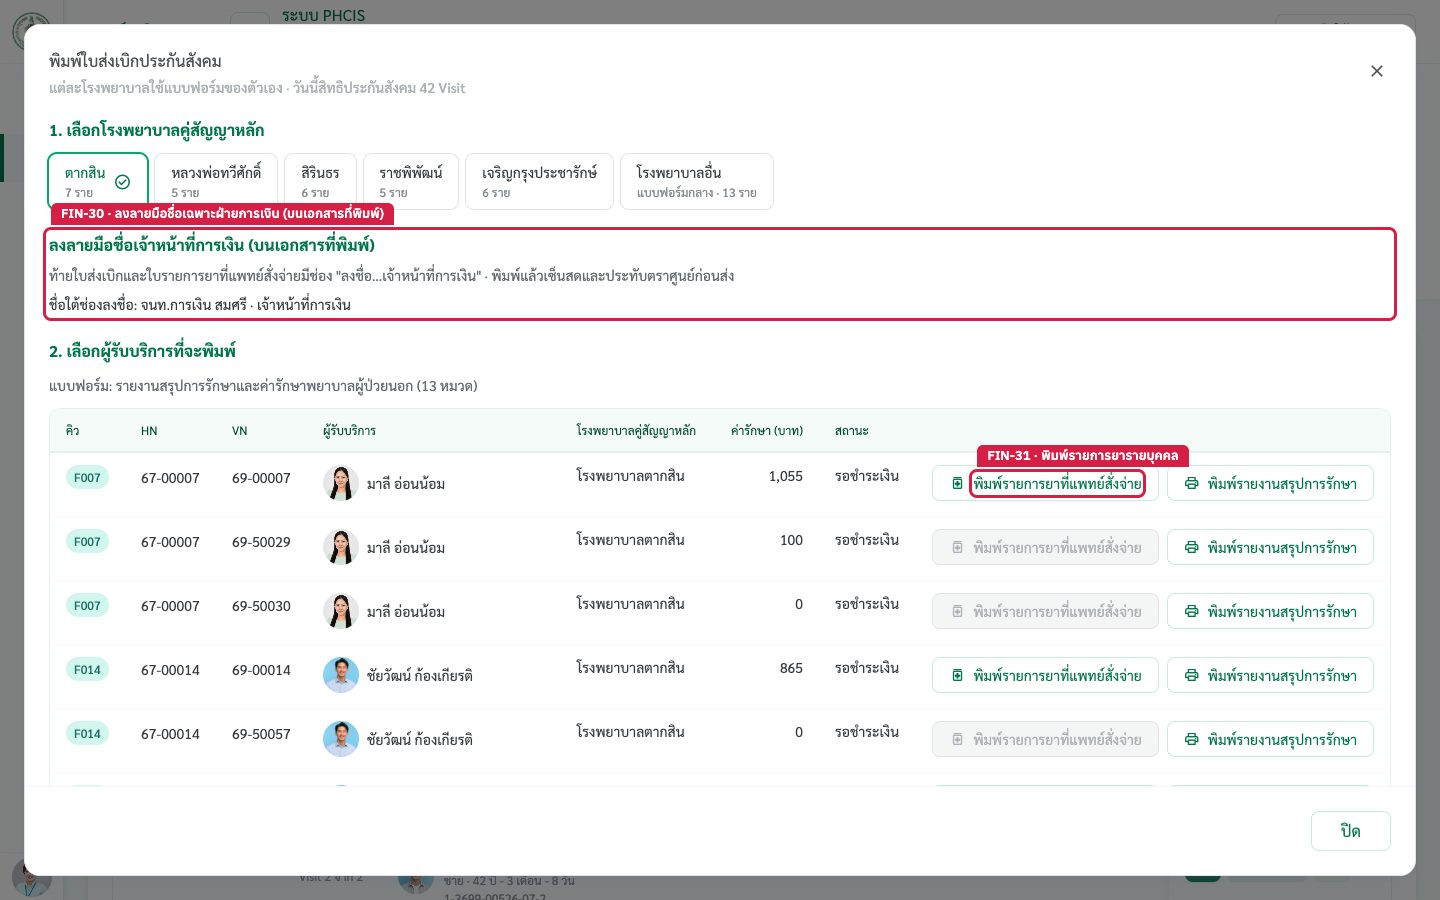 ระบบ PHCIS
พิมพ์ใบส่งเบิกประกันสังคม
แต่ละโรงพยาบาลใช้แบบฟอร์มของตัวเอง · วันนี้สิทธิประกันสังคม 42 Visit
1. เลือกโรงพยาบาลคู่สัญญาหลัก
ตากสิน
7 ราย
หลวงพ่อทวีศักดิ์
5 ราย
สิรินธร
6 ราย
ราชพิพัฒน์
5 ราย
เจริญกรุงประชารักษ์
6 ราย
โรงพยาบาลอื่น
แบบฟอร์มกลาง · 13 ราย
FIN-30 · ลงลายมือชื่อเฉพาะฝ่ายการเงิน (บนเอกสารที่พิมพ์)
ลงลายมือชื่อเจ้าหน้าที่การเงิน (บนเอกสารที่พิมพ์)
ท้ายใบส่งเบิกและใบรายการยาที่แพทย์สั่งจ่ายมีช่อง "ลงชื่อ...เจ้าหน้าที่การเงิน" · พิมพ์แล้วเซ็นสดและประทับตราศูนย์ก่อนส่ง
ชื่อใต้ช่องลงชื่อ: จนท.การเงิน สมศรี · เจ้าหน้าที่การเงิน
2. เลือกผู้รับบริการที่จะพิมพ์
แบบฟอร์ม: รายงานสรุปการรักษาและค่ารักษาพยาบาลผู้ป่วยนอก (13 หมวด)
คิว HN VN ผู้รับบริการ โรงพยาบาลคู่สัญญาหลัก ค่ารักษา (บาท) สถานะ
FIN-31 · พิมพ์รายการยารายบุคคล
F007 67-00007 69-00007 มาลี อ่อนน้อม โรงพยาบาลตากสิน 1,055 รอชำระเงิน พิมพ์รายการยาที่แพทย์สั่งจ่าย พิมพ์รายงานสรุปการรักษา
F007 67-00007 69-50029 มาลี อ่อนน้อม โรงพยาบาลตากสิน 100 รอชำระเงิน พิมพ์รายการยาที่แพทย์สั่งจ่าย พิมพ์รายงานสรุปการรักษา
F007 67-00007 69-50030 มาลี อ่อนน้อม โรงพยาบาลตากสิน 0 รอชำระเงิน พิมพ์รายการยาที่แพทย์สั่งจ่าย พิมพ์รายงานสรุปการรักษา
F014 67-00014 69-00014 ชัยวัฒน์ ก้องเกียรติ โรงพยาบาลตากสิน 865 รอชำระเงิน พิมพ์รายการยาที่แพทย์สั่งจ่าย พิมพ์รายงานสรุปการรักษา
F014 67-00014 69-50057 ชัยวัฒน์ ก้องเกียรติ โรงพยาบาลตากสิน 0 รอชำระเงิน พิมพ์รายการยาที่แพทย์สั่งจ่าย พิมพ์รายงานสรุปการรักษา
ปิด
Visit 2 จาก 2
ชาย · 42 ปี - 3 เดือน - 8 วัน